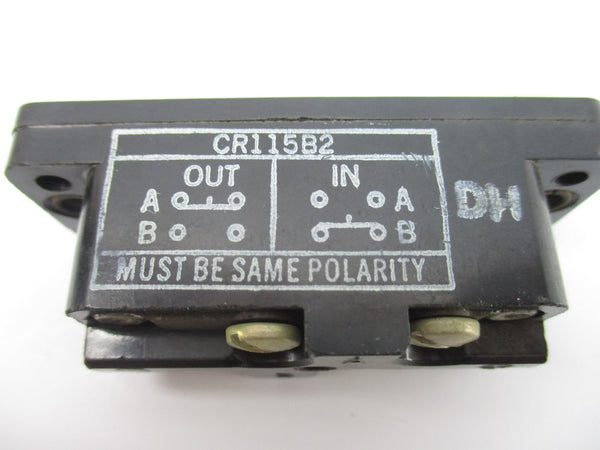 CR115B2
OUT IN
A A
B B
MUST BE SAME POLARITY
DH